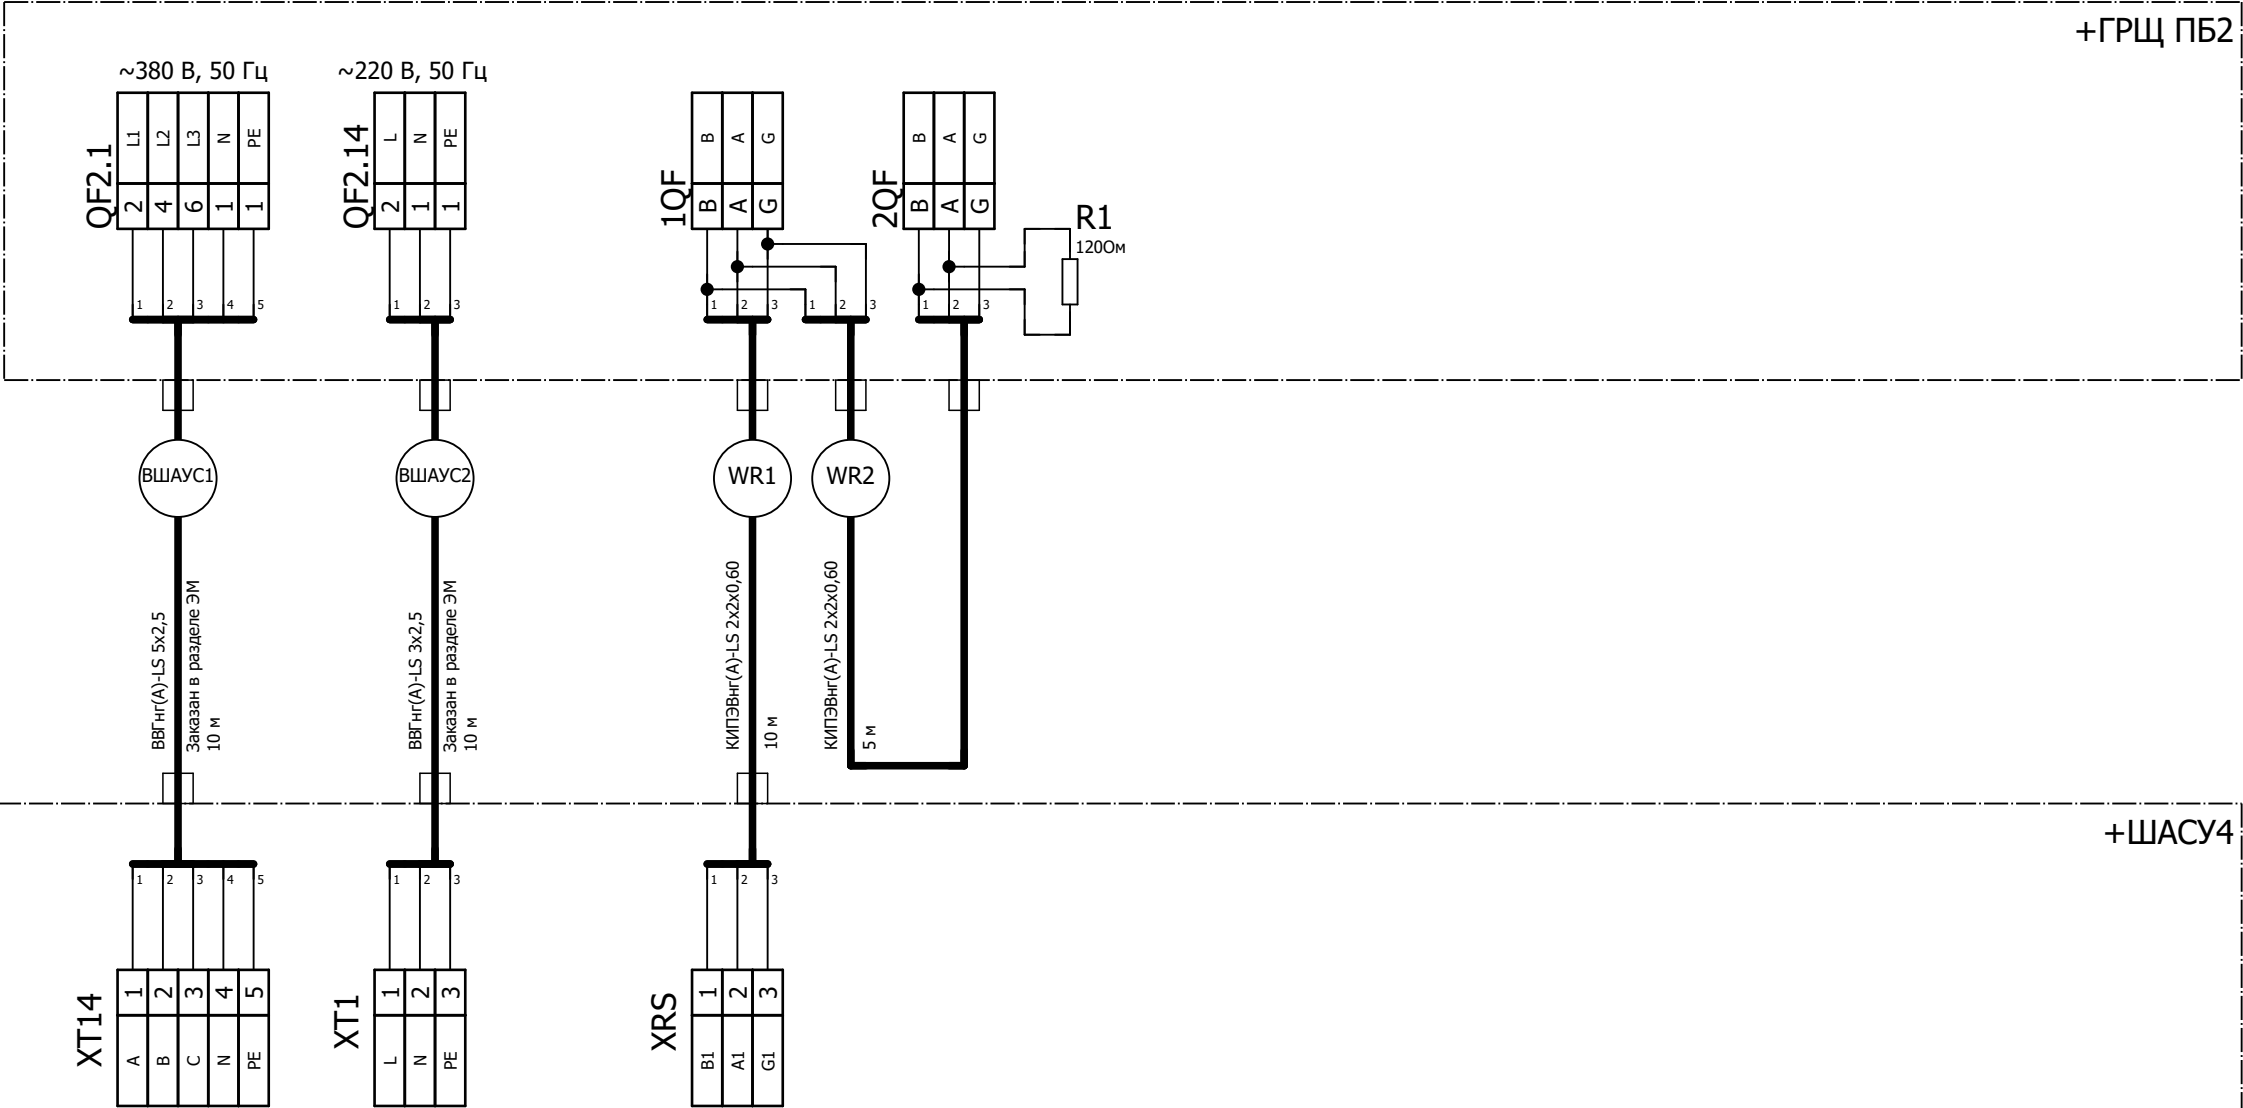 +ГРЩ ПБ2
~380 В, 50 Гц
~220 В, 50 Гц
QF2.1
L1 L2 L3 N PE
2 4 6 1 1
1 2 3 4 5
QF2.14
L N PE
2 1 1
1 2 3
1QF
B A G
B A G
1 2 3
1 2 3
2QF
B A G
B A G
1 2 3
R1
120Ом
ВШАУС1
ВШАУС2
WR1
WR2
ВВГнг(А)-LS 5х2,5
Заказан в разделе ЭМ
10 м
ВВГнг(А)-LS 3х2,5
Заказан в разделе ЭМ
10 м
КИПЭВнг(А)-LS 2х2х0,60
10 м
КИПЭВнг(А)-LS 2х2х0,60
5 м
+ШАСУ4
1 2 3 4 5
XT14
1 2 3 4 5
A B C N PE
1 2 3
XT1
1 2 3
L N PE
1 2 3
XRS
1 2 3
B1 A1 G1